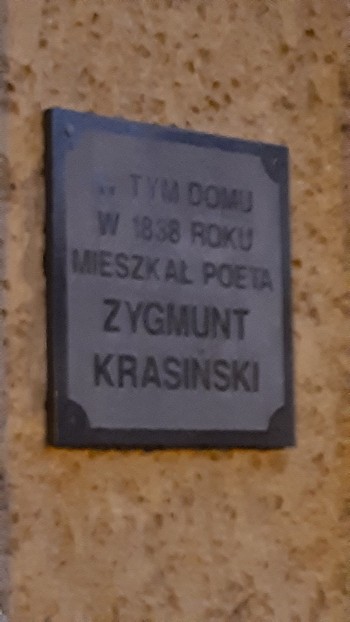 W TYM DOMU
W 1838 ROKU
MIESZKAŁ POETA
ZYGMUNT
KRASIŃSKI